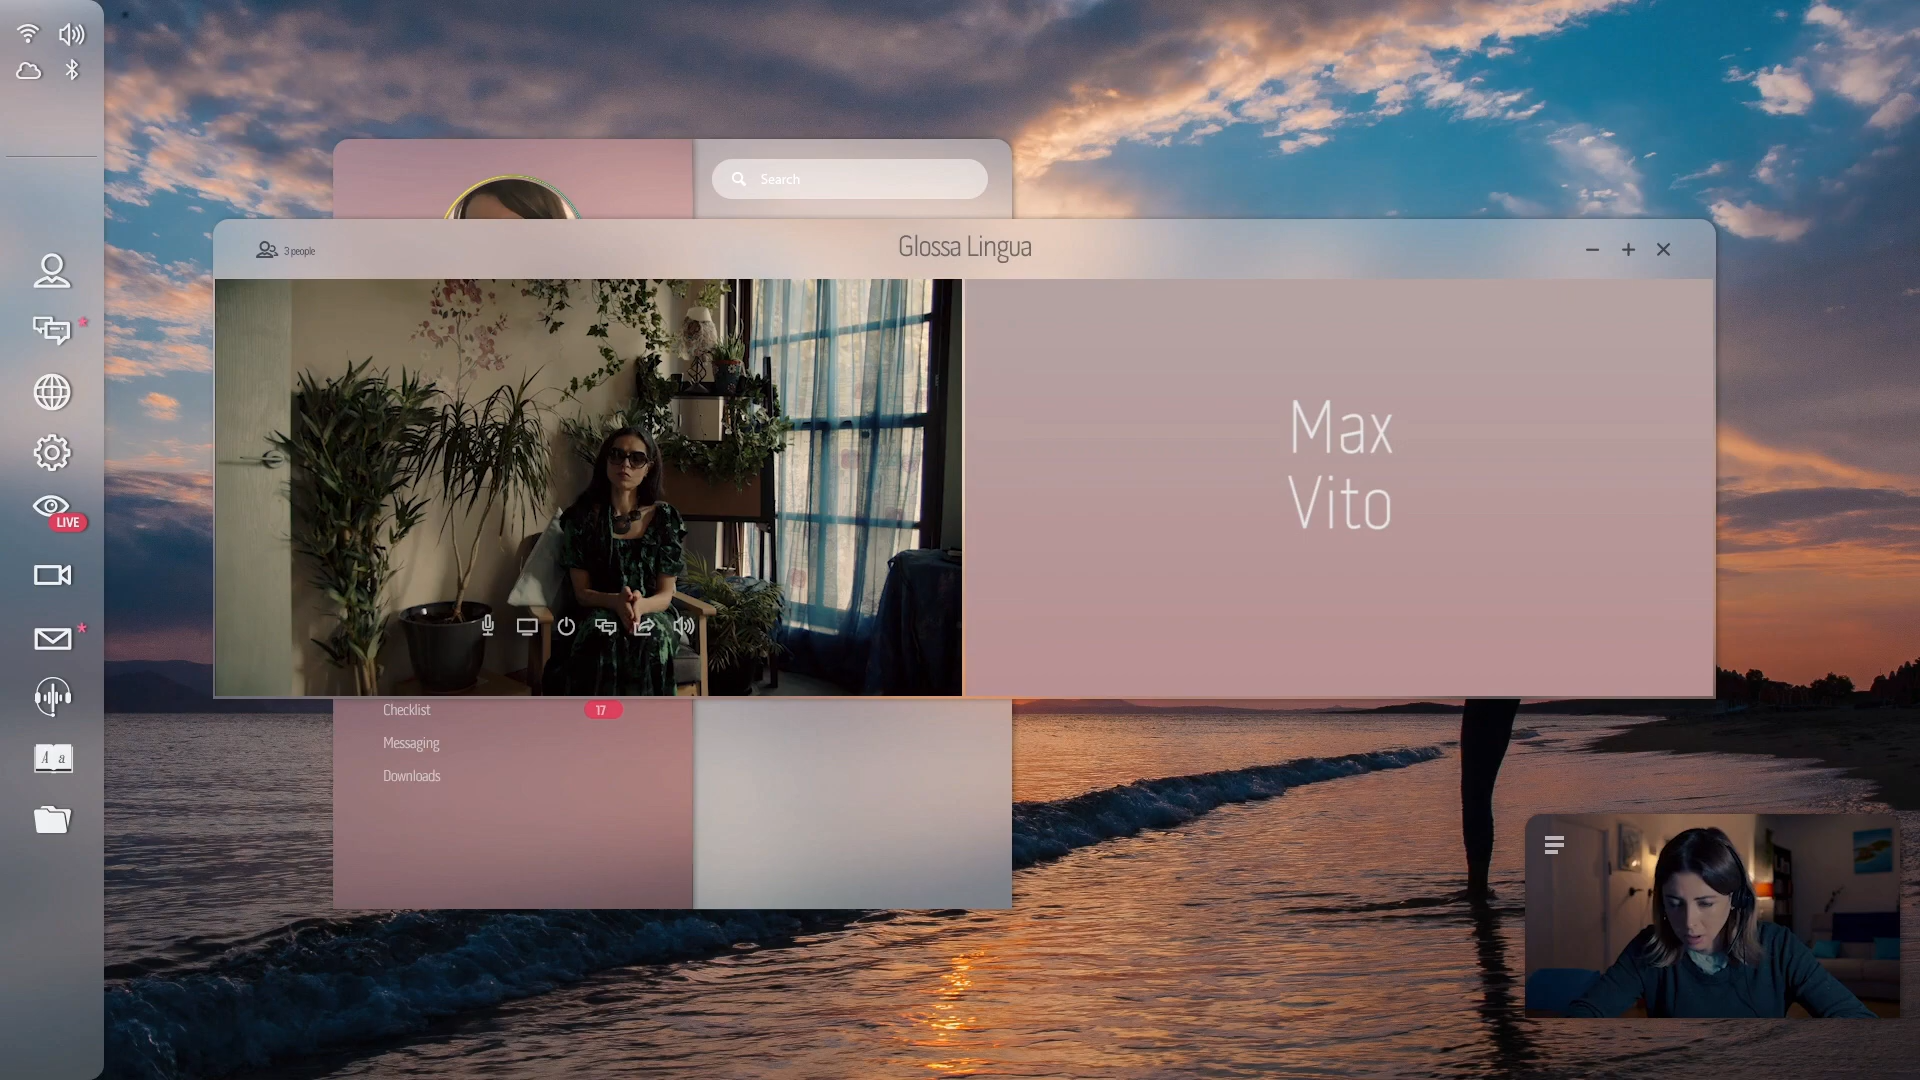 Search
3 people
Glossa Lingua
LIVE
Max
Vito
A a
Checklist
17
Messaging
Downloads